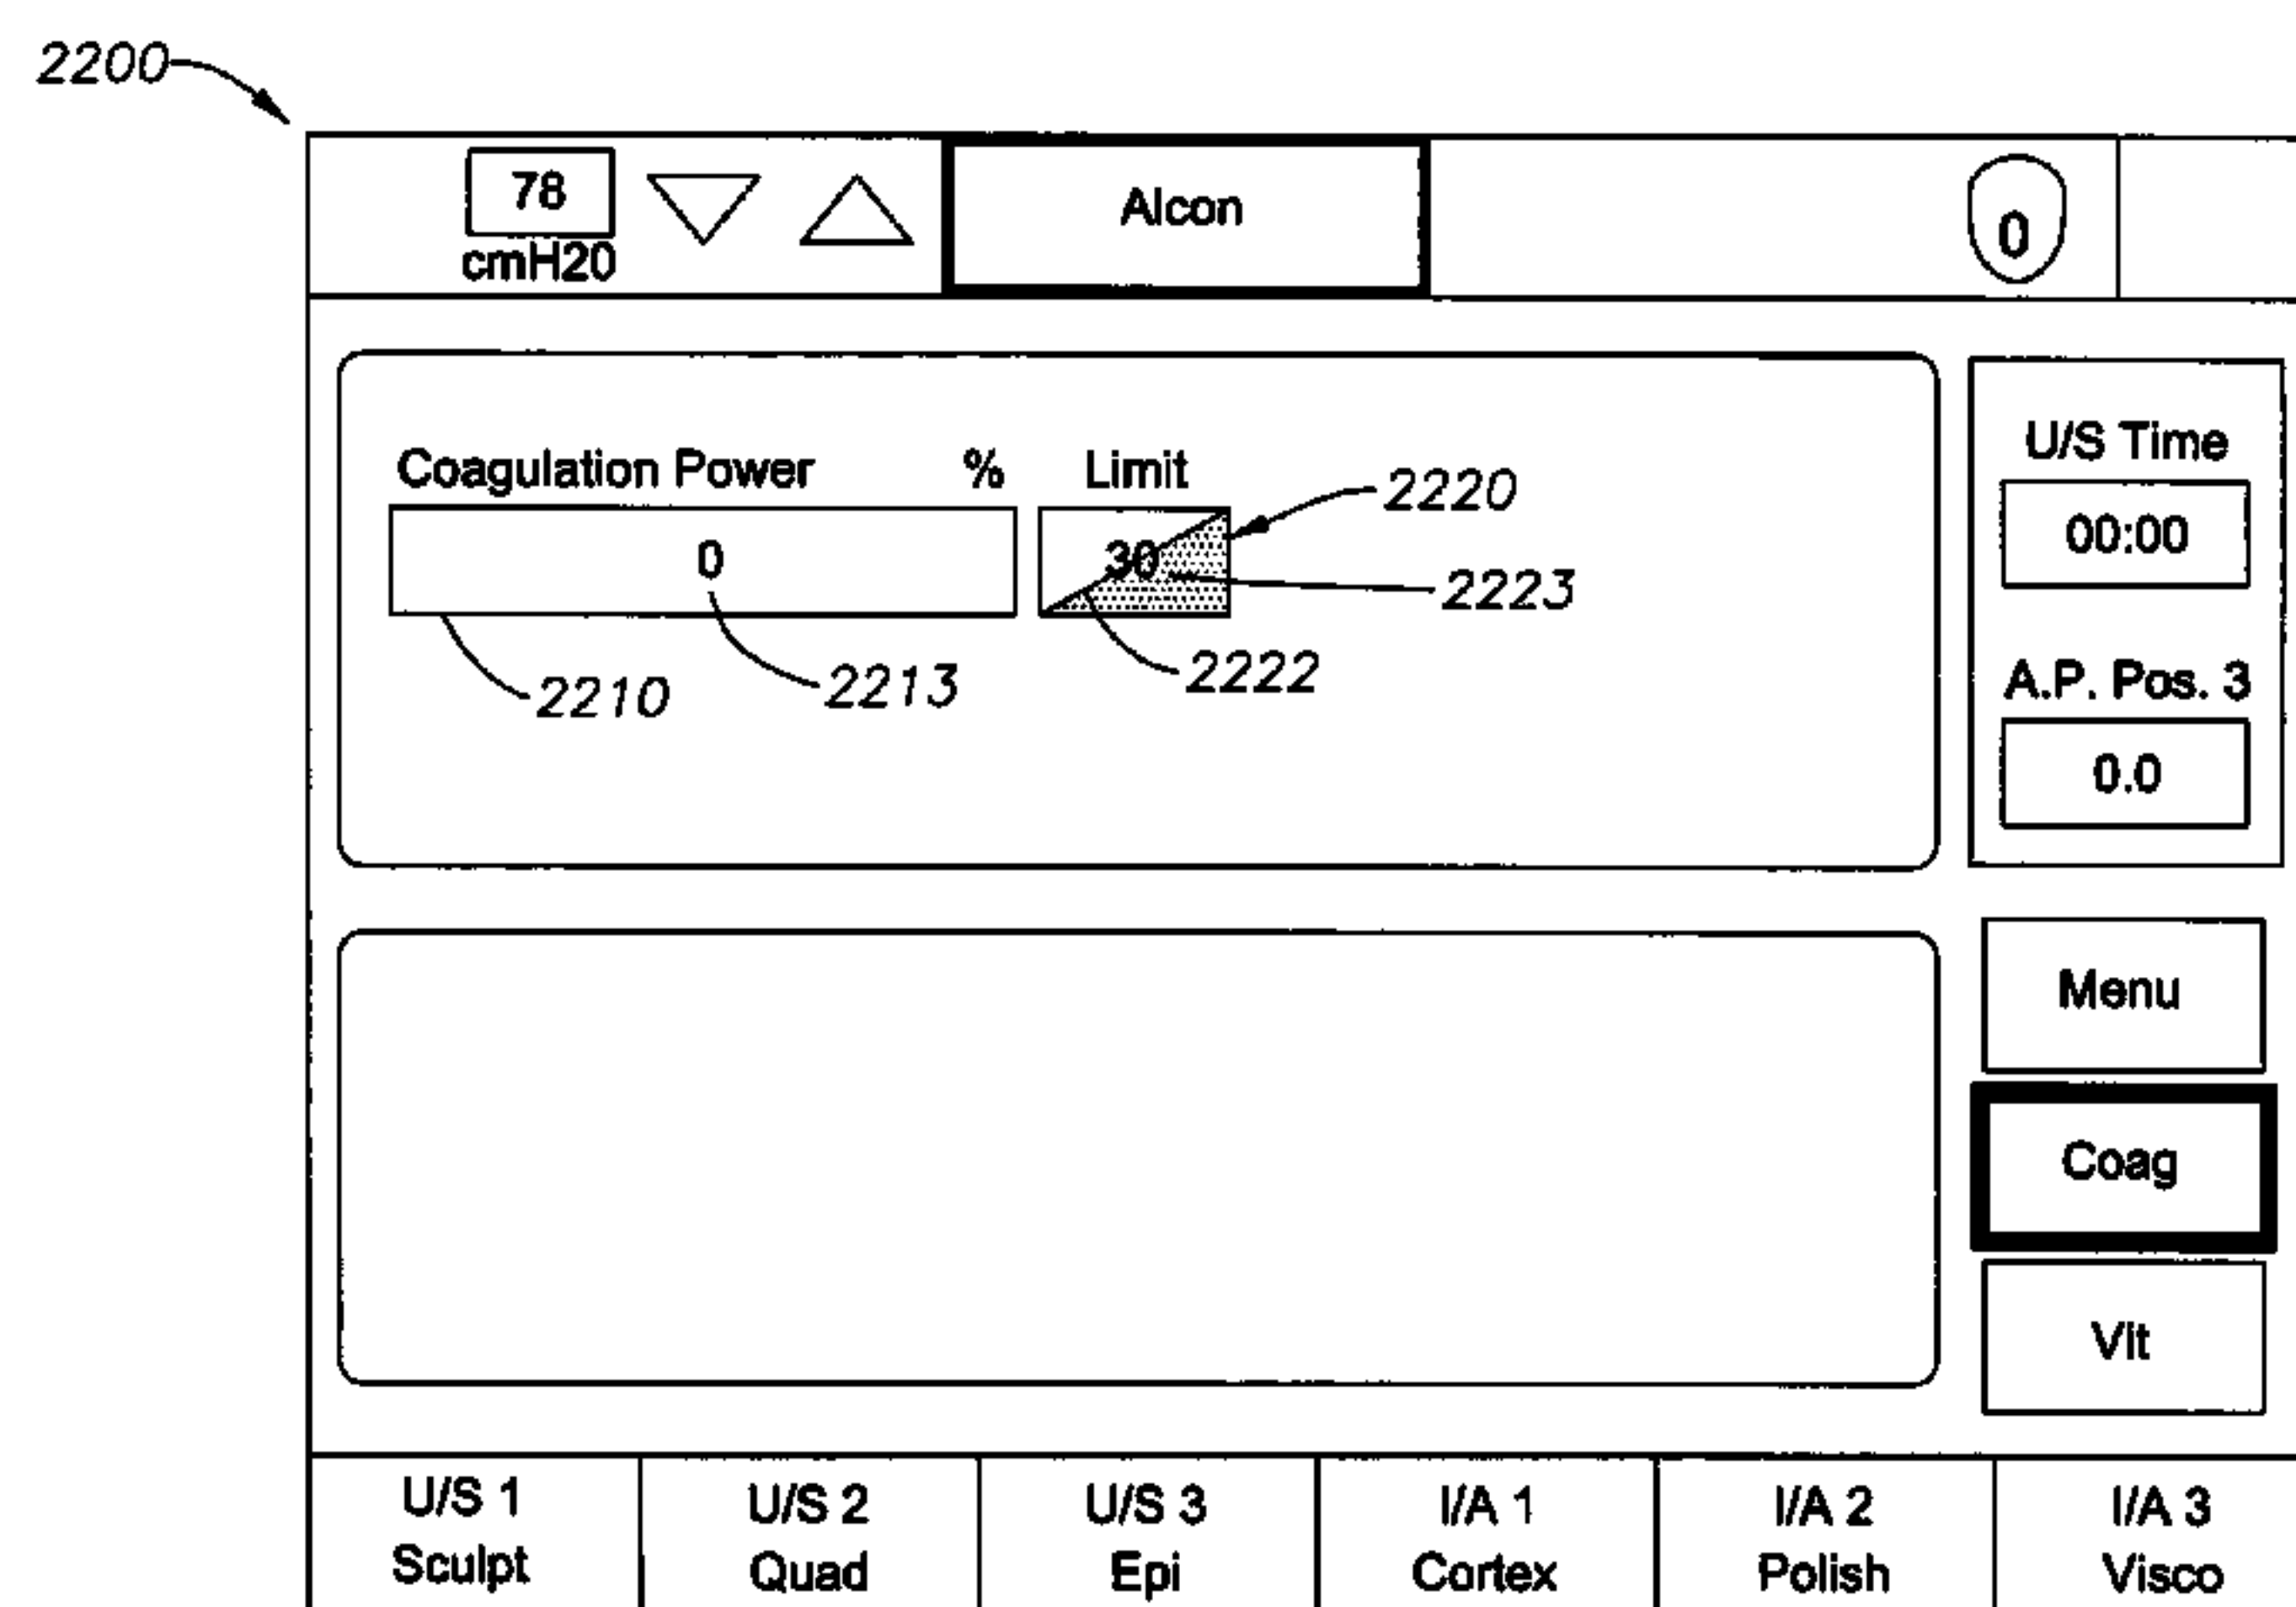 2200
78
cmH20
Alcon
0
Coagulation Power % Limit
0
30
2220
2223
2222
2213
2210
U/S Time
00:00
A.P. Pos. 3
0.0
Menu
Coag
Vit
U/S 1
Sculpt
U/S 2
Quad
U/S 3
Epi
I/A 1
Cortex
I/A 2
Polish
I/A 3
Visco